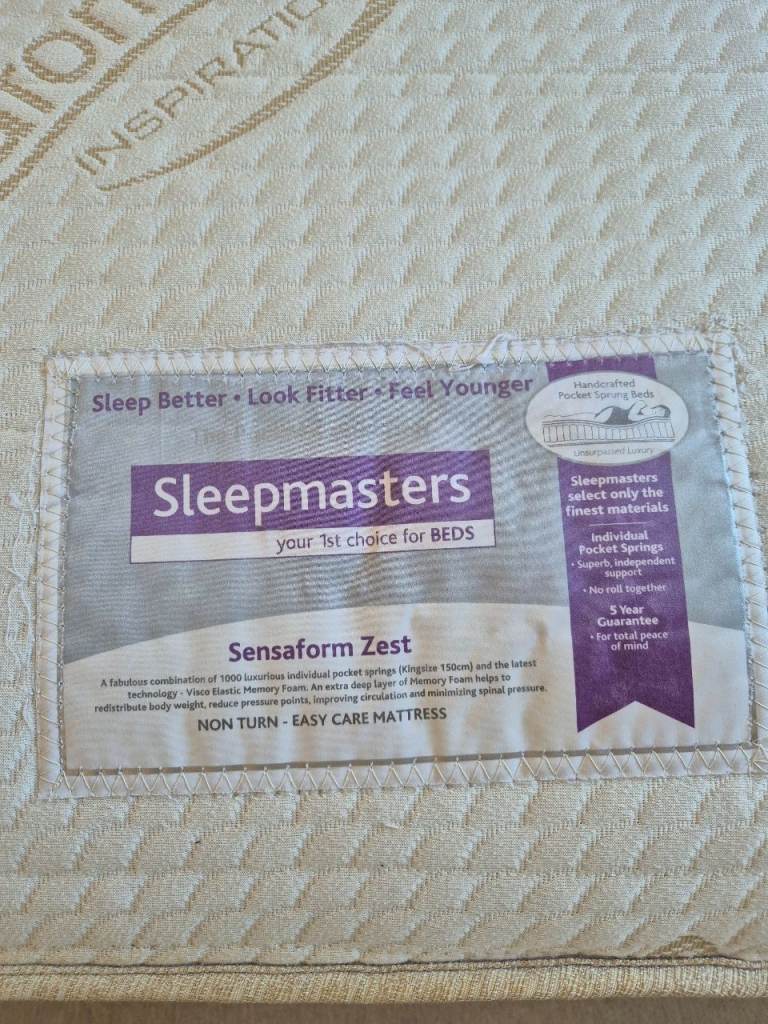 INSPIRATIO
Sleep Better • Look Fitter • Feel Younger
Handcrafted
Pocket Sprung Beds
Unsurpassed Luxury
Sleepmasters
your 1st choice for BEDS
Sleepmasters
select only the
finest materials
Individual
Pocket Springs
• Superb, independent
support
• No roll together
5 Year
Guarantee
• For total peace
of mind
Sensaform Zest
A fabulous combination of 1000 luxurious individual pocket springs (Kingsize 150cm) and the latest
technology - Visco Elastic Memory Foam. An extra deep layer of Memory Foam helps to
redistribute body weight, reduce pressure points, improving circulation and minimizing spinal pressure.
NON TURN - EASY CARE MATTRESS